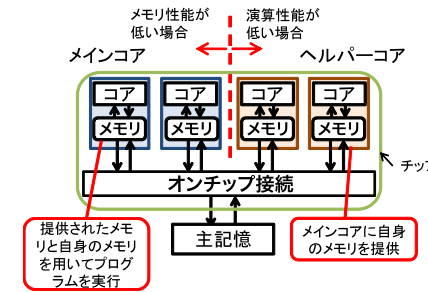 メモリ性能が
低い場合
演算性能が
低い場合
メインコア
ヘルパーコア
コア
コア
コア
コア
メモリ
メモリ
メモリ
メモリ
チップ
オンチップ接続
提供されたメモ
リと自身のメモリ
を用いてプログ
ラムを実行
主記憶
メインコアに自身
のメモリを提供